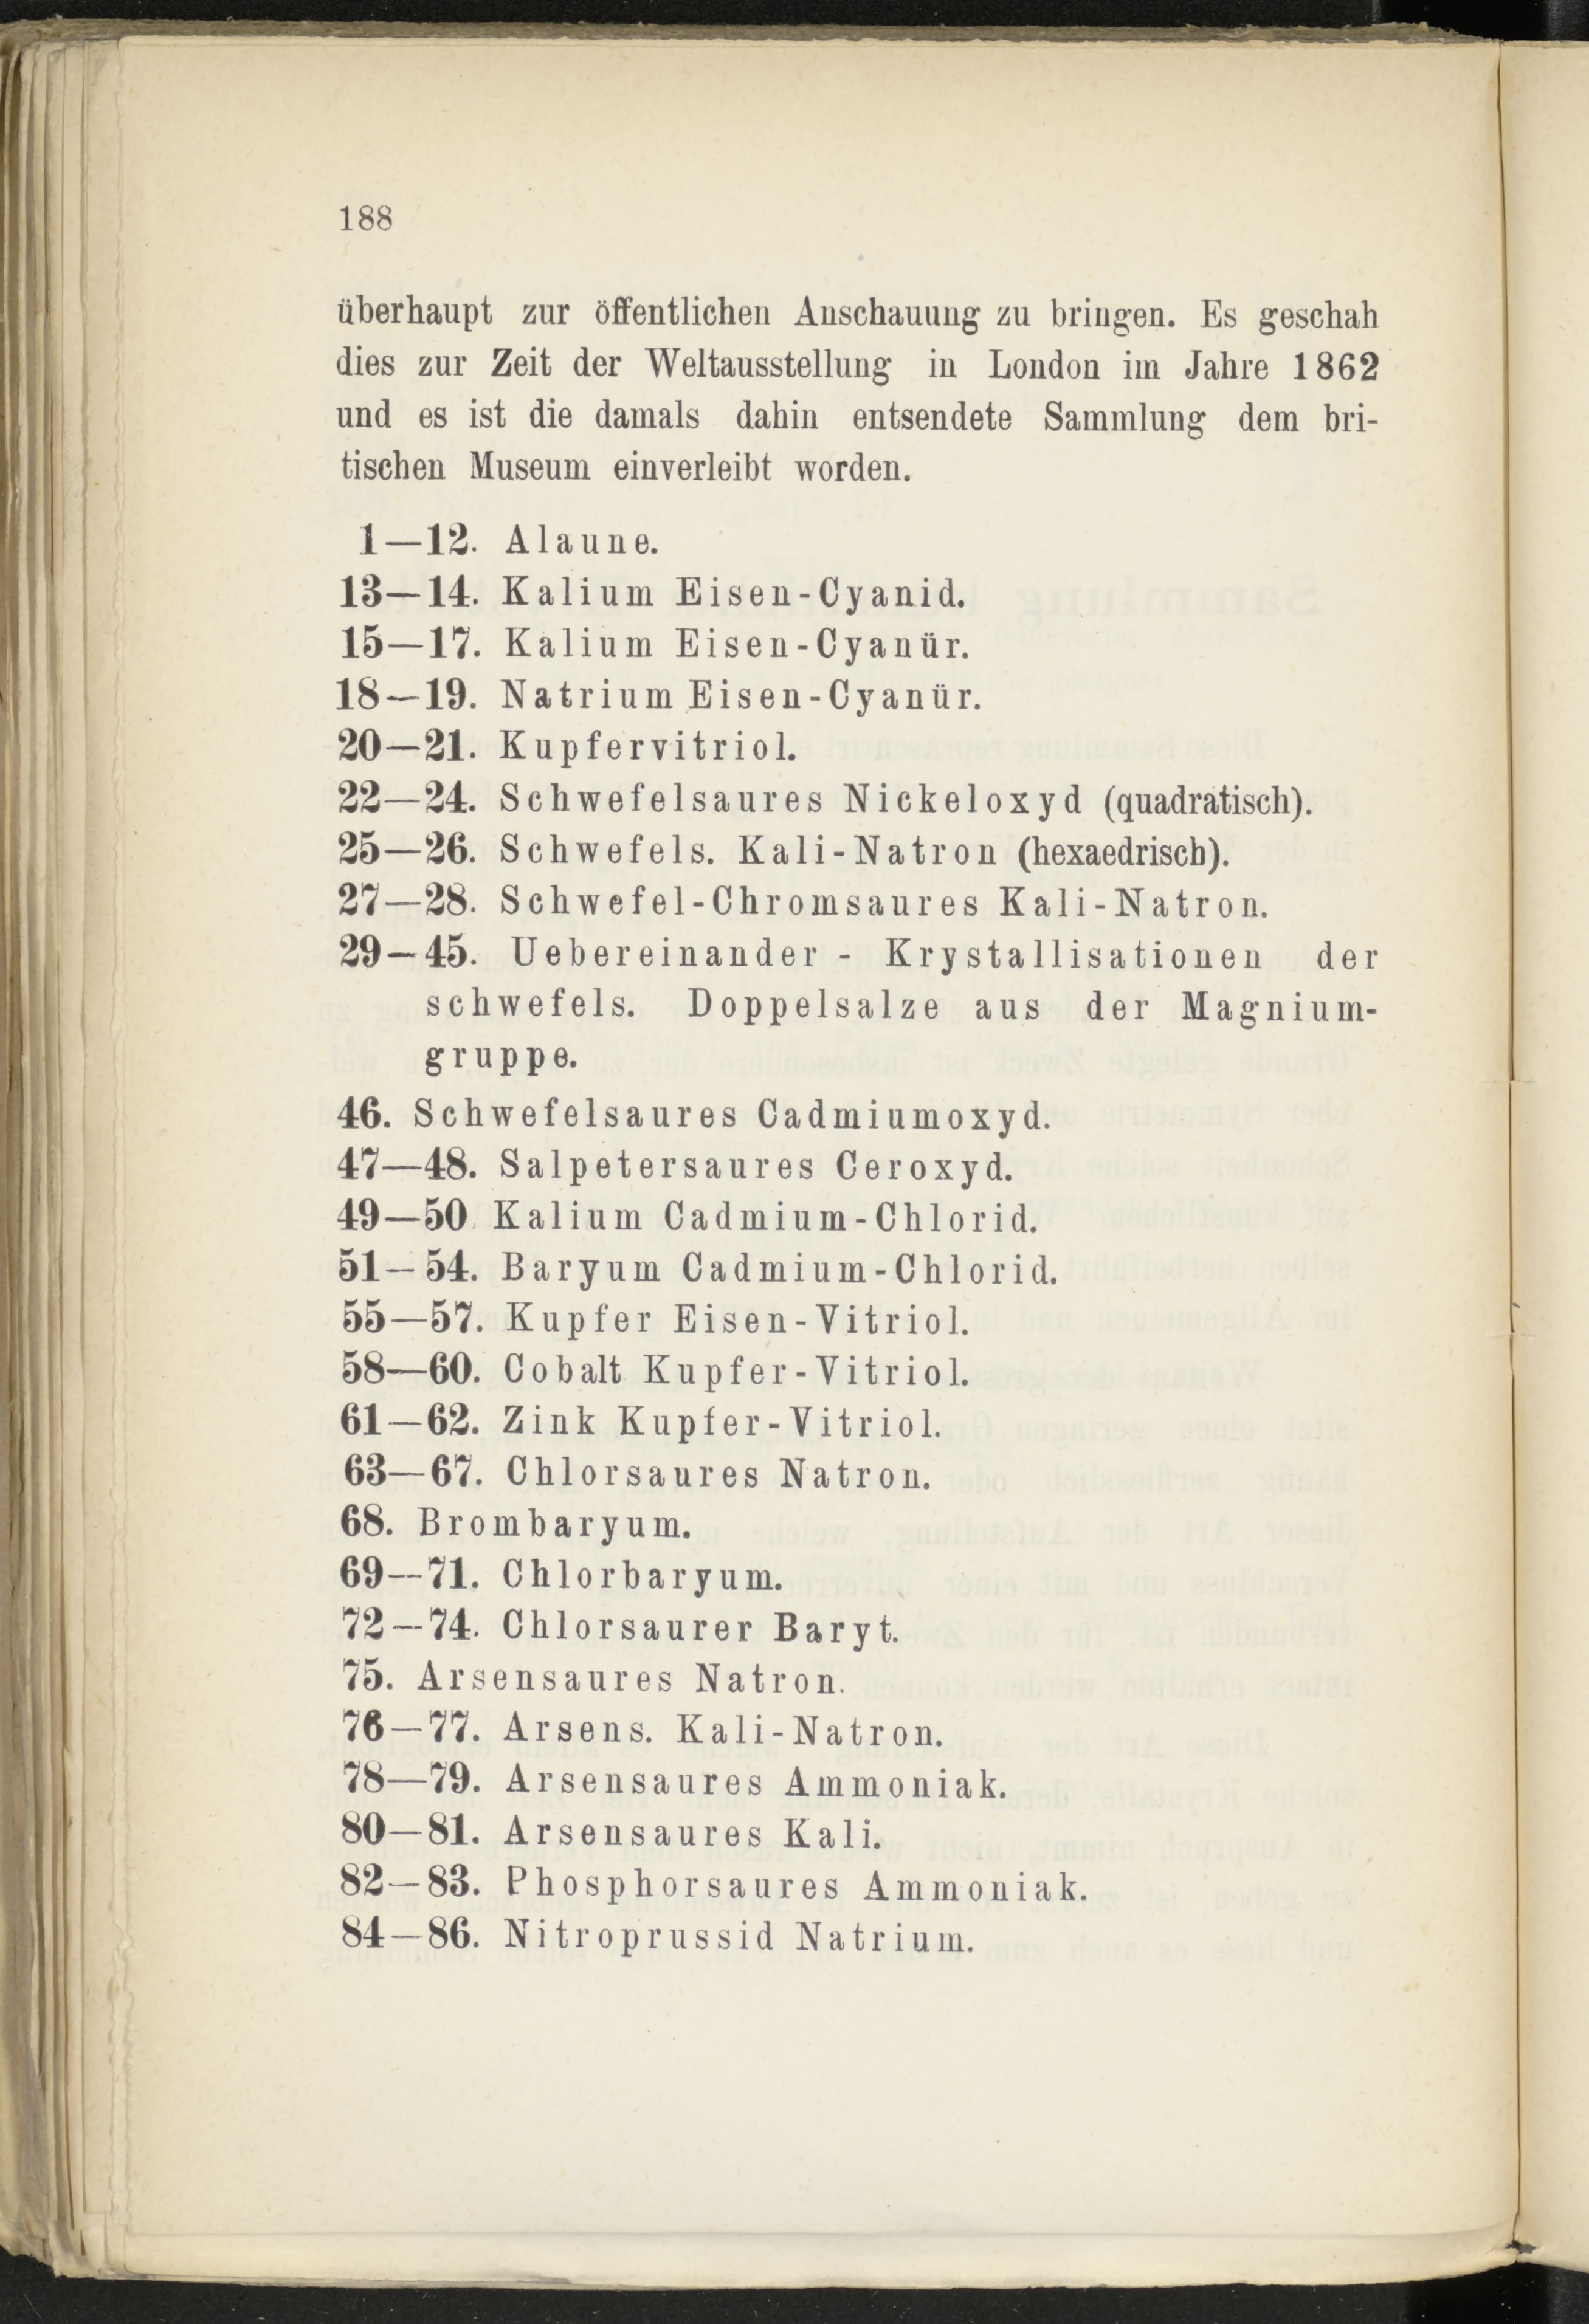 188
überhaupt zur öffentlichen Anschauung zu bringen. Es geschah
dies zur Zeit der Weltausstellung in London im Jahre 1862
und es ist die damals dahin entsendete Sammlung dem bri-
tischen Museum einverleibt worden.
1—12. Alaune.
13—14. Kalium Eisen-Cyanid.
15—17. Kalium Eisen-Cyanür.
18—19. Natrium Eisen-Cyanür.
20—21. Kupfervitriol.
22—24. Schwefelsaures Nickeloxyd (quadratisch).
25—26. Schwefels. Kali-Natron (hexaedrisch).
27—28. Schwefel-Chromsaures Kali-Natron.
29—45. Uebereinander - Krystallisationen der
schwefels. Doppelsalze aus der Magnium-
gruppe.
46. Schwefelsaures Cadmiumoxyd.
47—48. Salpetersaures Ceroxyd.
49—50. Kalium Cadmium-Chlorid.
51—54. Baryum Cadmium-Chlorid.
55—57. Kupfer Eisen-Vitriol.
58—60. Cobalt Kupfer-Vitriol.
61—62. Zink Kupfer-Vitriol.
63—67. Chlorsaures Natron.
68. Brombaryum.
69—71. Chlorbaryum.
72—74. Chlorsaurer Baryt.
75. Arsensaures Natron.
76—77. Arsens. Kali-Natron.
78—79. Arsensaures Ammoniak.
80—81. Arsensaures Kali.
82—83. Phosphorsaures Ammoniak.
84—86. Nitroprussid Natrium.